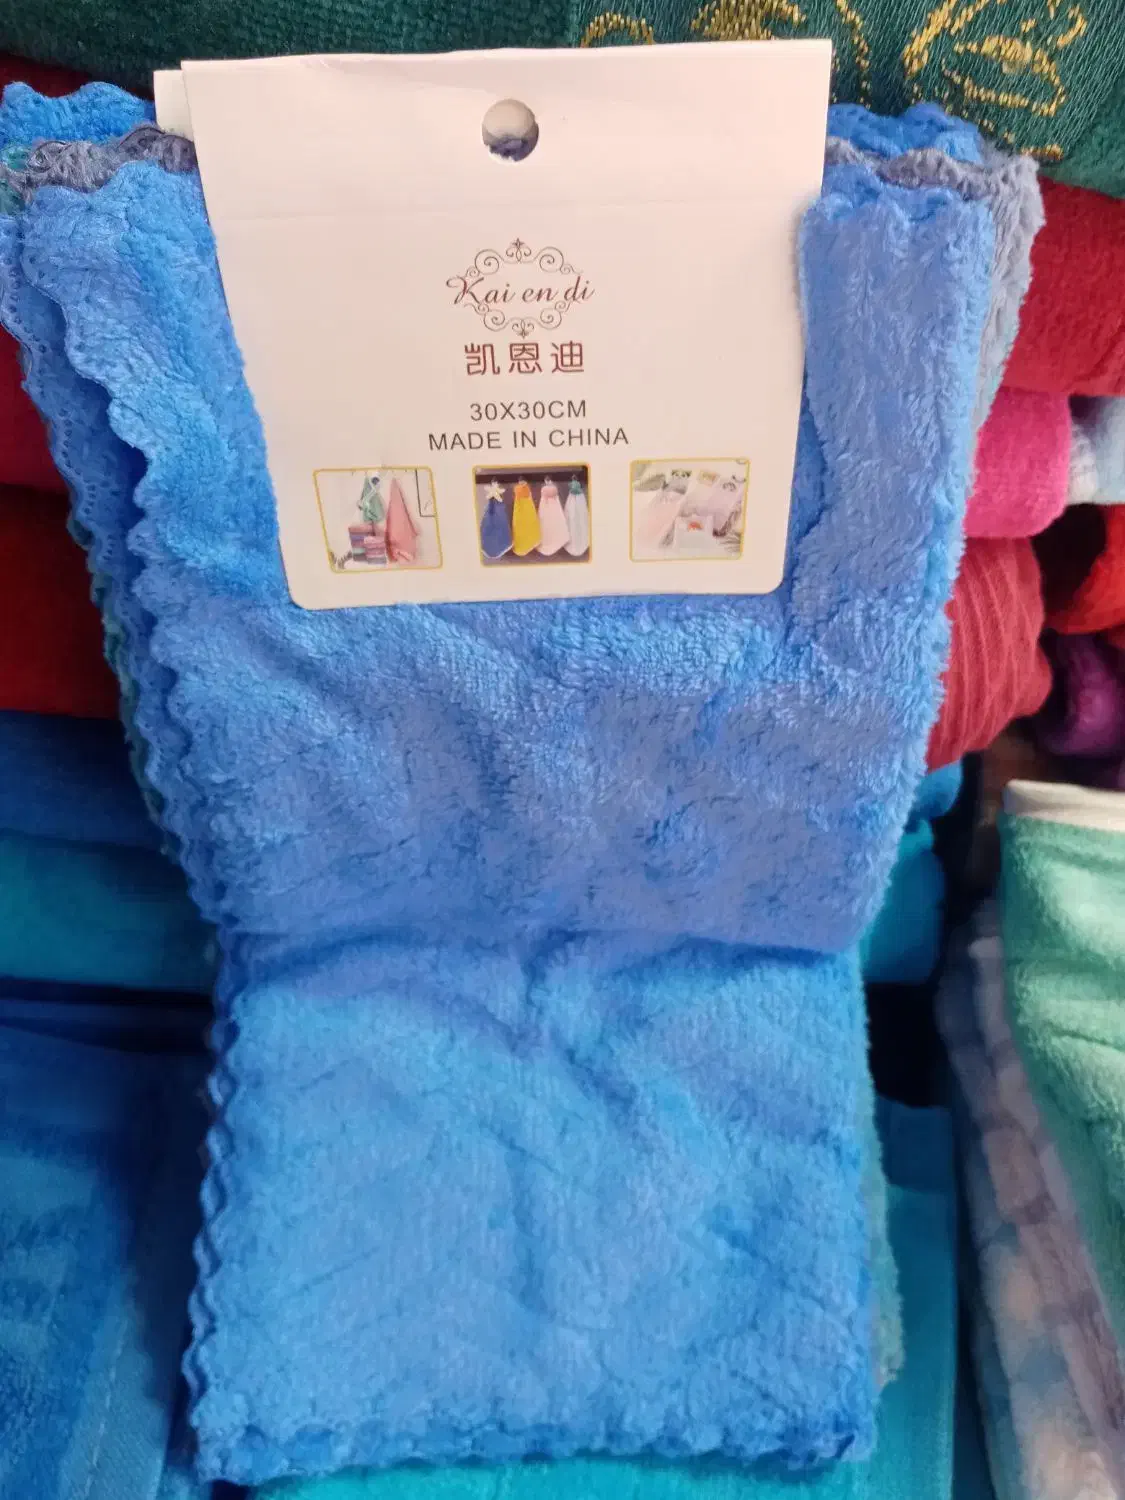 Kai en di
凯恩迪
30X30CM
MADE IN CHINA